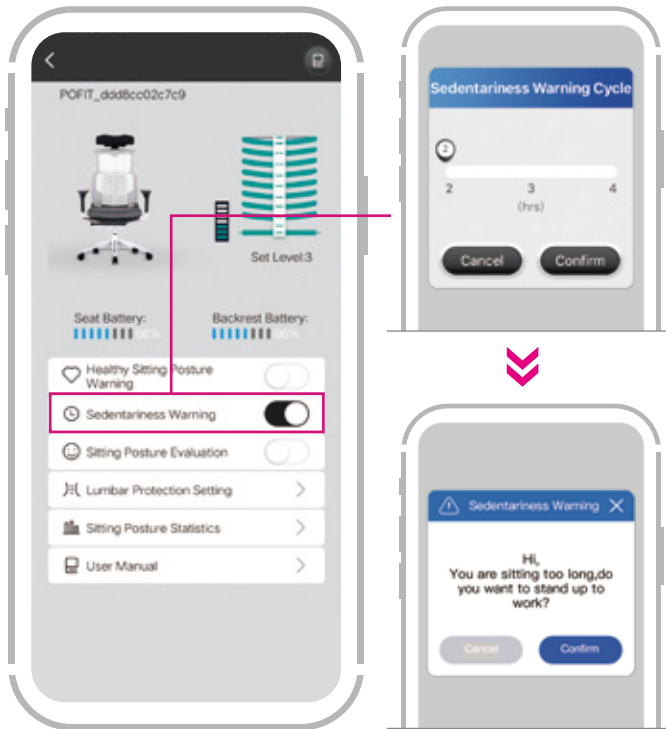 POFIT_ddd8cc02c7c9
Set Level:3
Seat Battery:
Backrest Battery:
66%
Healthy Sitting Posture
Warning
Sedentariness Warning
Sitting Posture Evaluation
Lumbar Protection Setting
Sitting Posture Statistics
User Manual
Sedentariness Warning Cycle
2
2 3 4
(hrs)
Cancel Confirm
Sedentariness Warning
Hi,
You are sitting too long,do
you want to stand up to
work?
Cancel Confirm